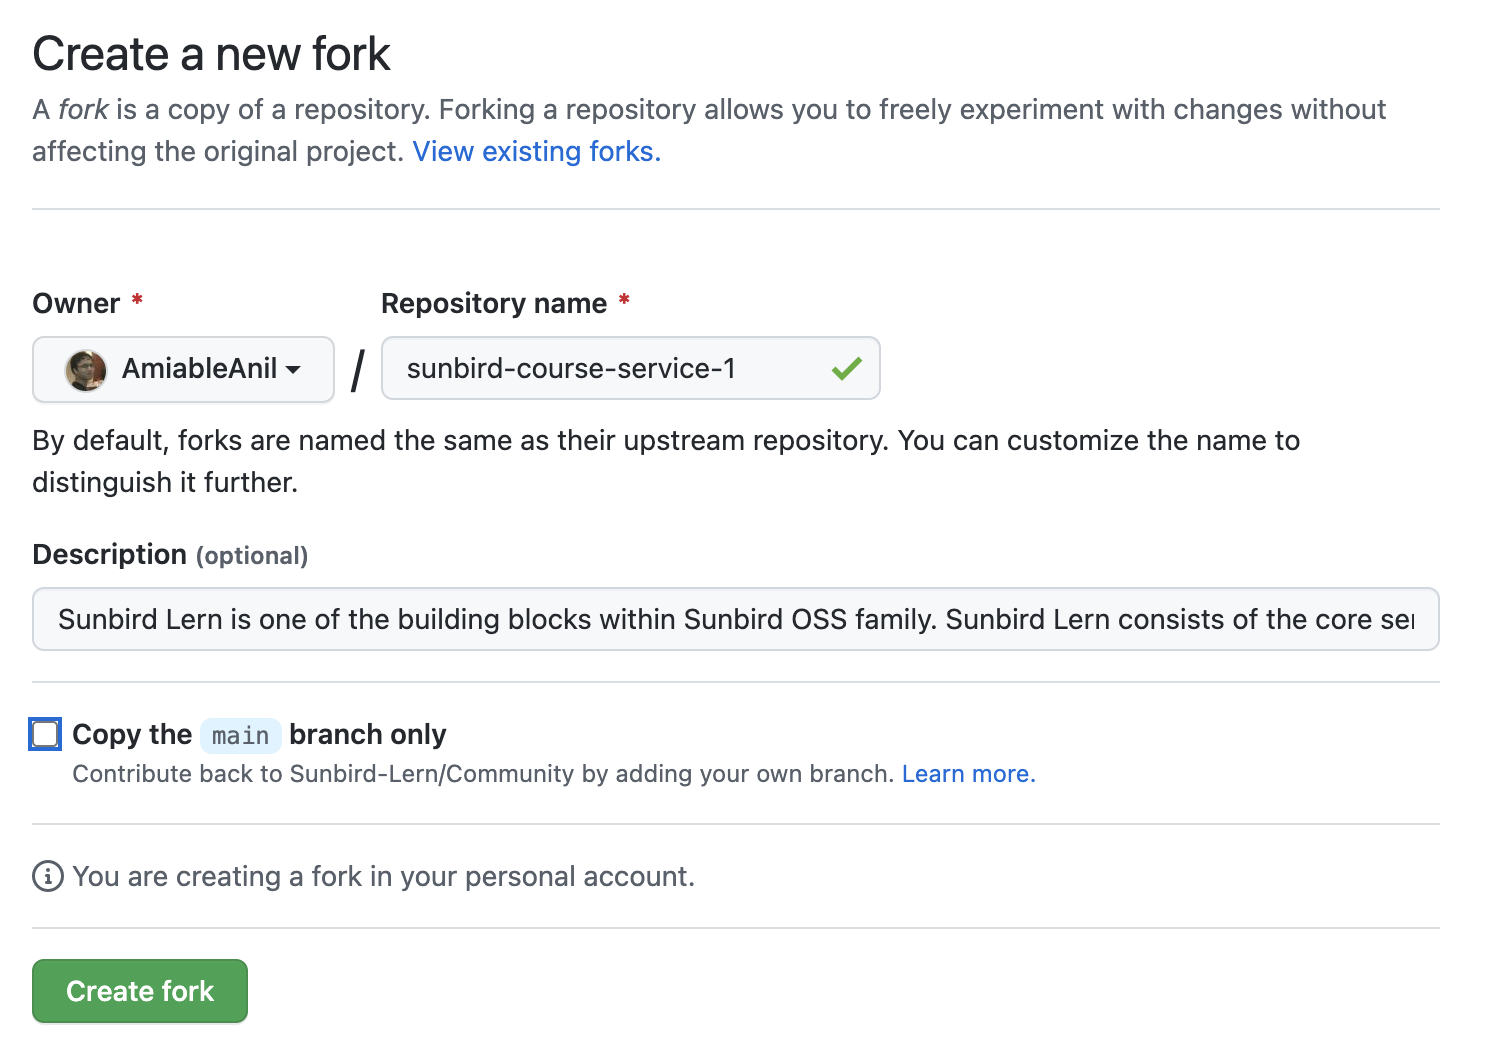 Create a new fork
A fork is a copy of a repository. Forking a repository allows you to freely experiment with changes without
affecting the original project. View existing forks.
Owner * Repository name *
AmiableAnil / sunbird-course-service-1
By default, forks are named the same as their upstream repository. You can customize the name to
distinguish it further.
Description (optional)
Sunbird Lern is one of the building blocks within Sunbird OSS family. Sunbird Lern consists of the core
Copy the main branch only
Contribute back to Sunbird-Lern/Community by adding your own branch. Learn more.
You are creating a fork in your personal account.
Create fork